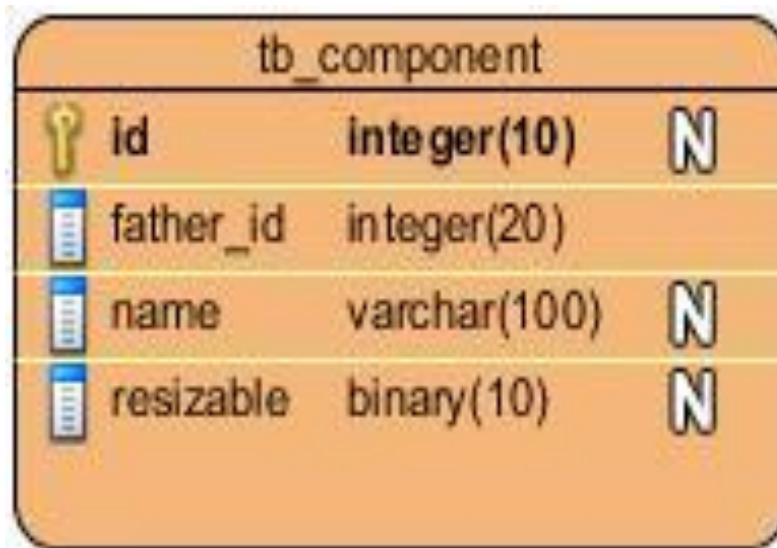 tb_component
id integer(10) N
father_id integer(20)
name varchar(100) N
resizable binary(10) N